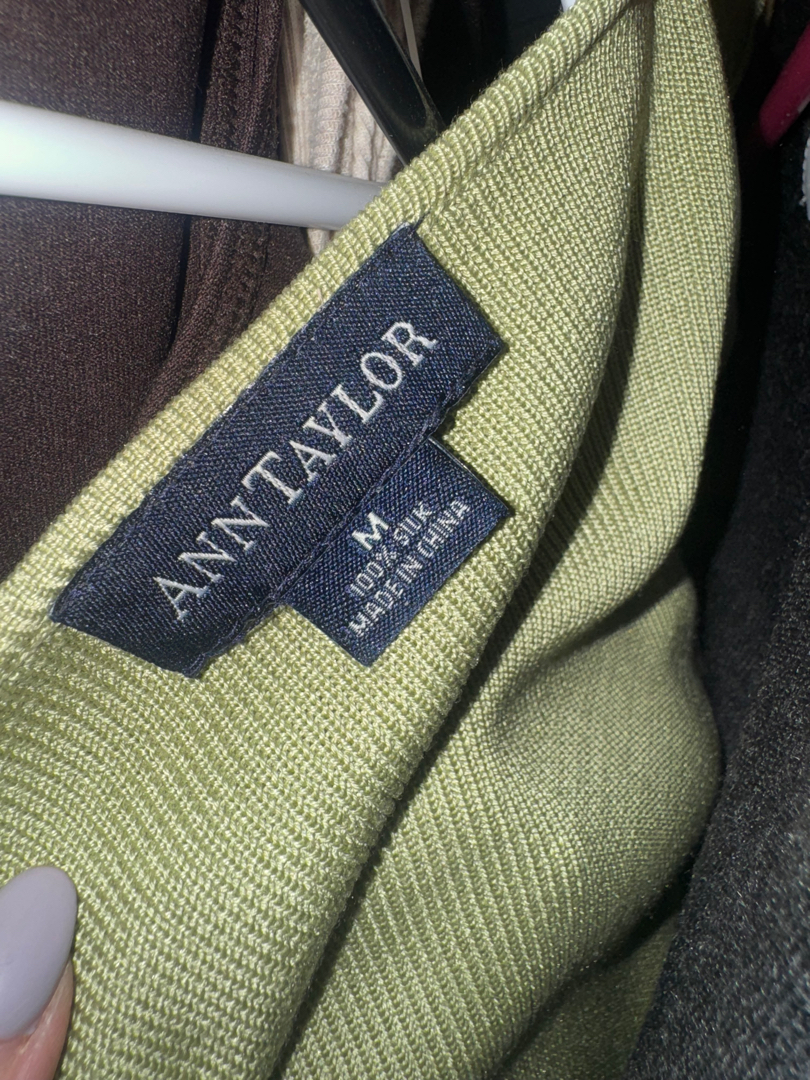 ANNTAYLOR
M
100% SILK
MADE IN CHINA